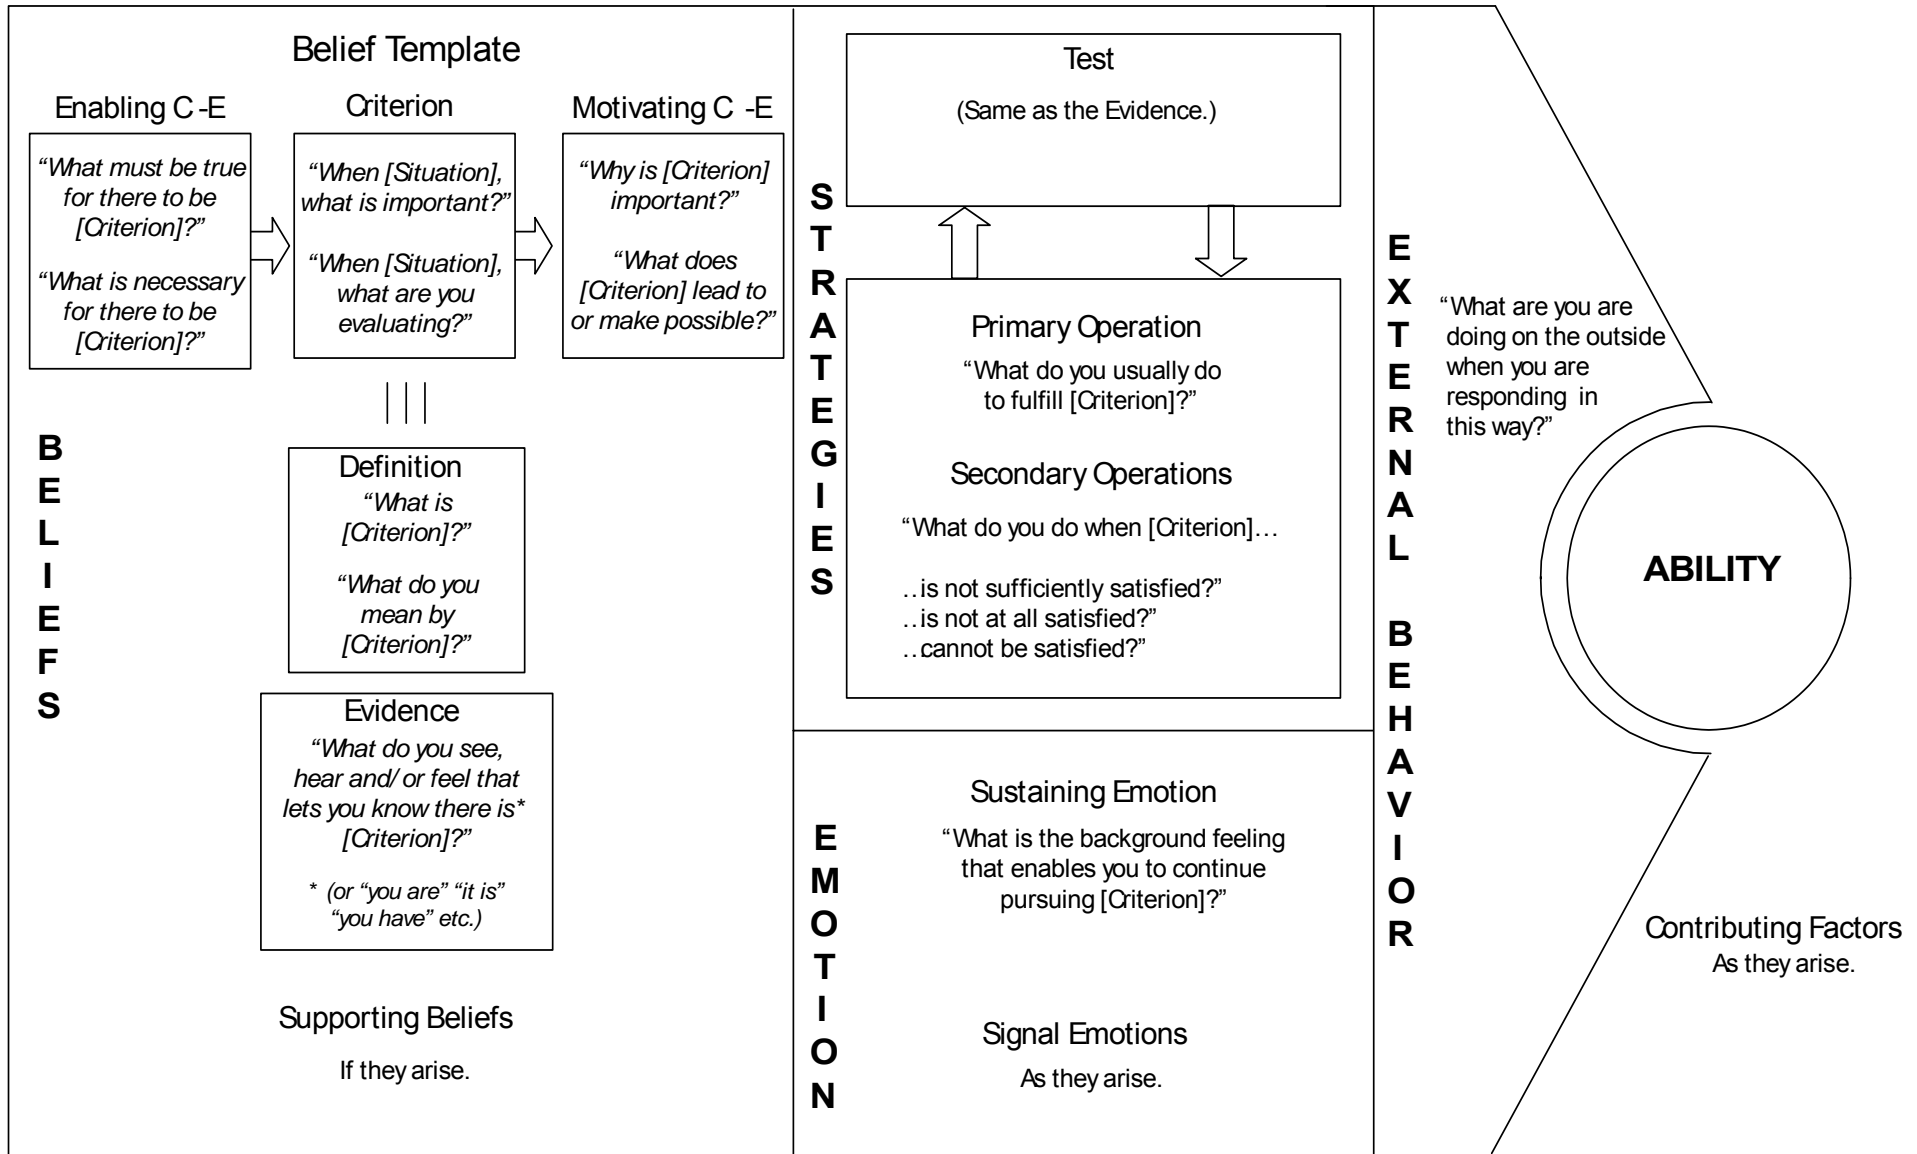 Belief Template
Enabling C -E
“What must be true
for there to be
[Criterion]?”
“What is necessary
for there to be
[Criterion]?”
Criterion
“When [Situation],
what is important?”
“When [Situation],
what are you
evaluating?”
Motivating C -E
“Why is [Criterion]
important?”
“What does
[Criterion] lead to
or make possible?”
BELIEFS
Definition
“What is
[Criterion]?”
“What do you
mean by
[Criterion]?”
Evidence
“What do you see,
hear and/ or feel that
lets you know there is*
[Criterion]?”
* (or “you are” “it is”
“you have” etc.)
Supporting Beliefs
If they arise.
STRATEGIES
Test
(Same as the Evidence.)
Primary Operation
“What do you usually do
to fulfill [Criterion]?”
Secondary Operations
“What do you do when [Criterion]…
…is not sufficiently satisfied?”
…is not at all satisfied?”
…cannot be satisfied?”
EMOTION
Sustaining Emotion
“What is the background feeling
that enables you to continue
pursuing [Criterion]?”
Signal Emotions
As they arise.
EXTERNAL BEHAVIOR
“What are you are
doing on the outside
when you are
responding in
this way?”
ABILITY
Contributing Factors
As they arise.